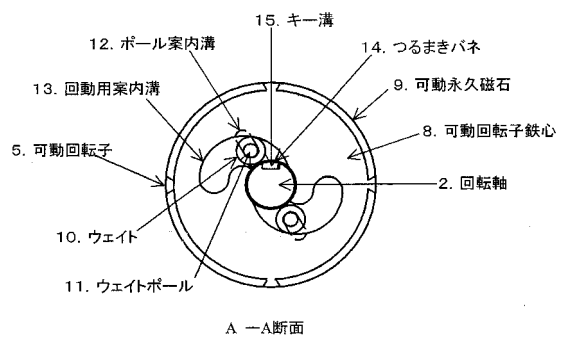 15. キー溝
12. ポール案内溝
14. つるまきバネ
13. 回動用案内溝
9. 可動永久磁石
5. 可動回転子
8. 可動回転子鉄心
2. 回転軸
10. ウェイト
11. ウェイトポール
A －A断面